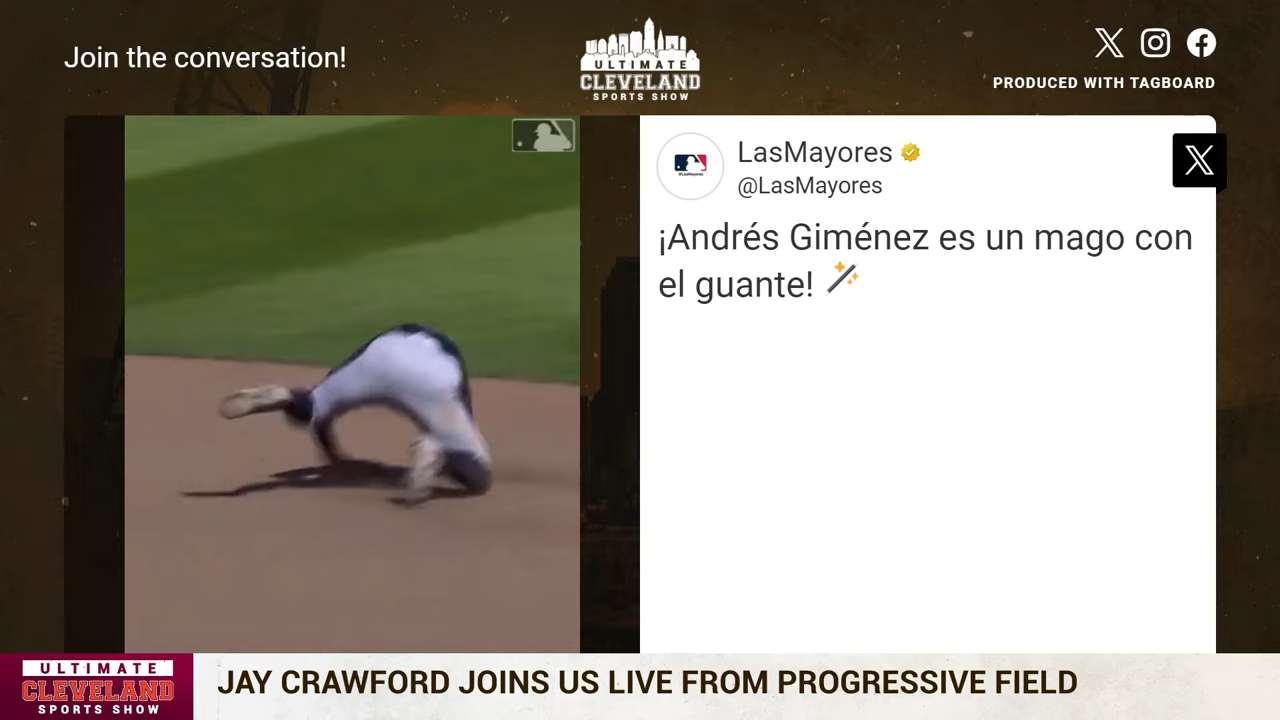 Join the conversation!
ULTIMATE
CLEVELAND
SPORTS SHOW
PRODUCED WITH TAGBOARD
LasMayores
@LasMayores
¡Andrés Giménez es un mago con
el guante!
ULTIMATE
CLEVELAND
SPORTS SHOW
JAY CRAWFORD JOINS US LIVE FROM PROGRESSIVE FIELD